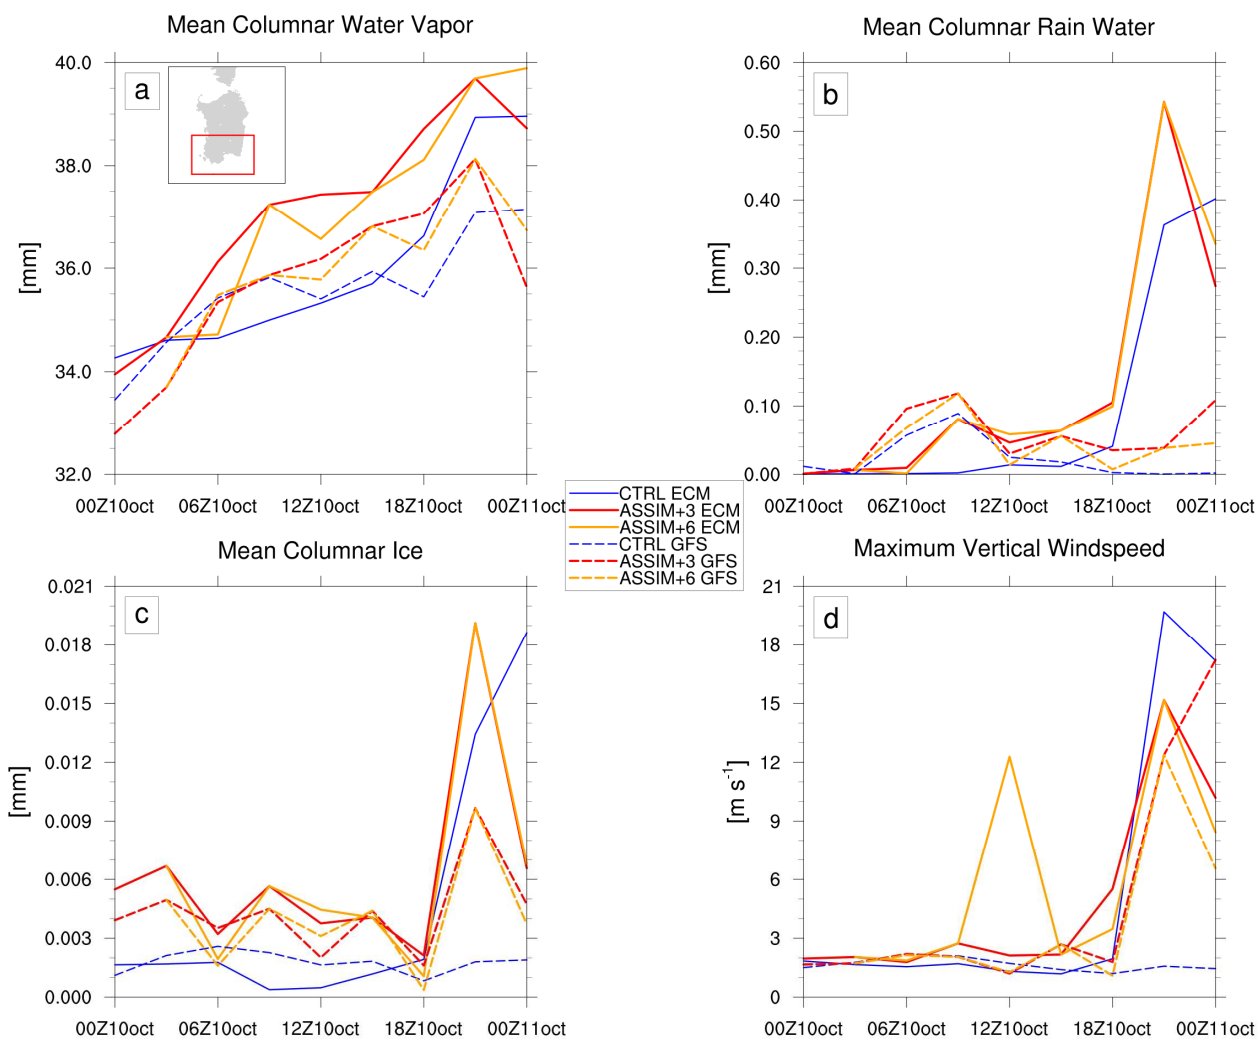 Mean Columnar Water Vapor
a
40.0
38.0
36.0
34.0
32.0
[mm]
00Z10oct 06Z10oct 12Z10oct 18Z10oct 00Z11oct
Mean Columnar Rain Water
b
0.60
0.50
0.40
0.30
0.20
0.10
0.00
[mm]
00Z10oct 06Z10oct 12Z10oct 18Z10oct 00Z11oct
CTRL ECM
ASSIM+3 ECM
ASSIM+6 ECM
CTRL GFS
ASSIM+3 GFS
ASSIM+6 GFS
Mean Columnar Ice
c
0.021
0.018
0.015
0.012
0.009
0.006
0.003
0.000
[mm]
00Z10oct 06Z10oct 12Z10oct 18Z10oct 00Z11oct
Maximum Vertical Windspeed
d
21
18
15
12
9
6
3
0
[m s⁻¹]
00Z10oct 06Z10oct 12Z10oct 18Z10oct 00Z11oct